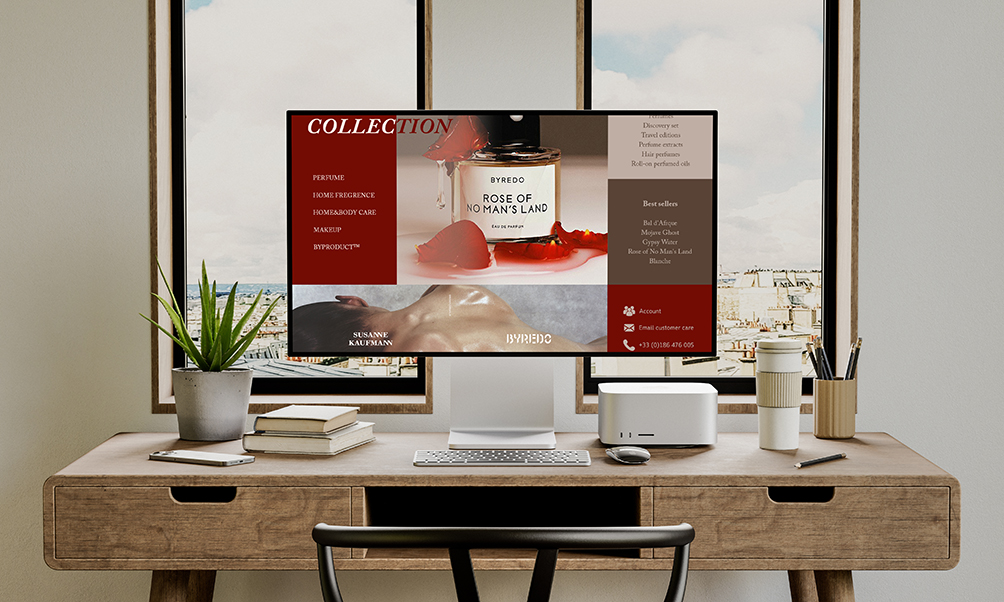 COLLECTION
PERFUME
HOME FREGRENCE
HOME&BODY CARE
MAKEUP
BYPRODUCT™
BYREDO
ROSE OF
NO MAN'S LAND
EAU DE PARFUM
Perfumes
Discovery set
Travel editions
Perfume extracts
Hair perfumes
Roll-on perfumed oils
Best sellers
Bal d'Afrique
Mojave Ghost
Gypsy Water
Rose of No Man's Land
Blanche
SUSANNE
KAUFMANN
BYREDO
Account
Email customer care
+33 (0)186 476 005